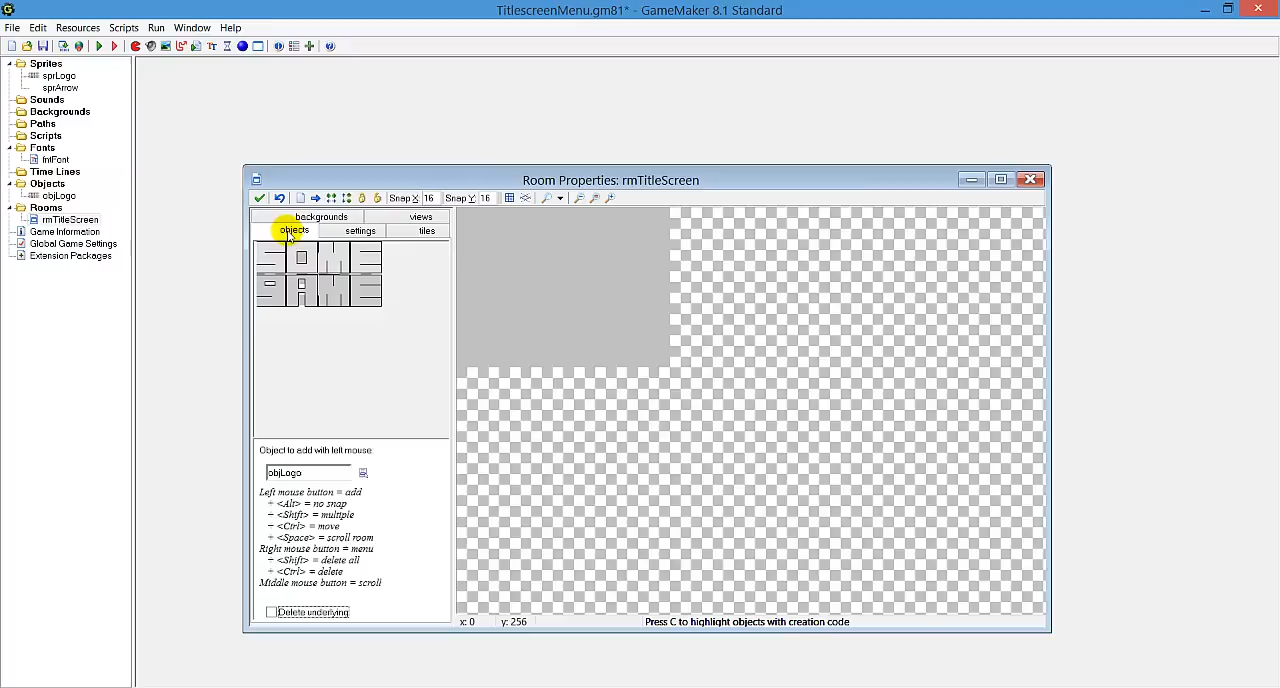 TitlescreenMenu.gm81* - GameMaker 8.1 Standard
File Edit Resources Scripts Run Window Help
Sprites
sprLogo
sprArrow
Sounds
Backgrounds
Paths
Scripts
Fonts
fntFont
Time Lines
Objects
objLogo
Rooms
rmTitleScreen
Game Information
Global Game Settings
Extension Packages
Room Properties: rmTitleScreen
Snap X 16 Snap Y 16
backgrounds views
objects settings tiles
Object to add with left mouse:
objLogo
Left mouse button = add
+ <Alt> = no snap
+ <Shift> = multiple
+ <Ctrl> = move
+ <Space> = scroll room
Right mouse button = menu
+ <Shift> = delete all
+ <Ctrl> = delete
Middle mouse button = scroll
Delete underlying
x: 0 y: 256 Press C to highlight objects with creation code